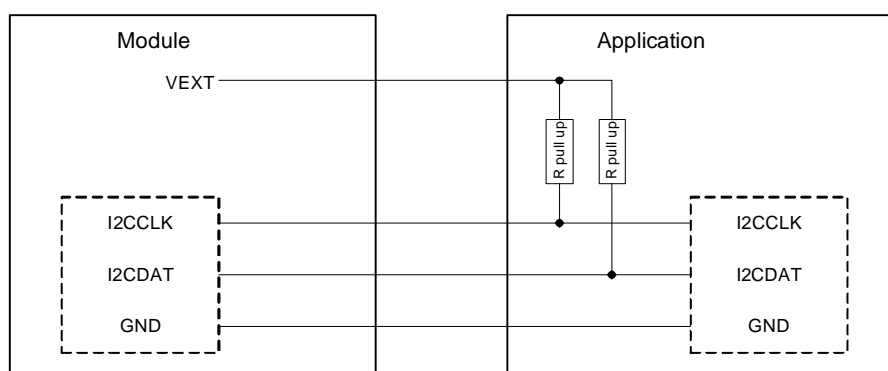 Module
Application
VEXT
R pull up
R pull up
I2CCLK
I2CCLK
I2CDAT
I2CDAT
GND
GND